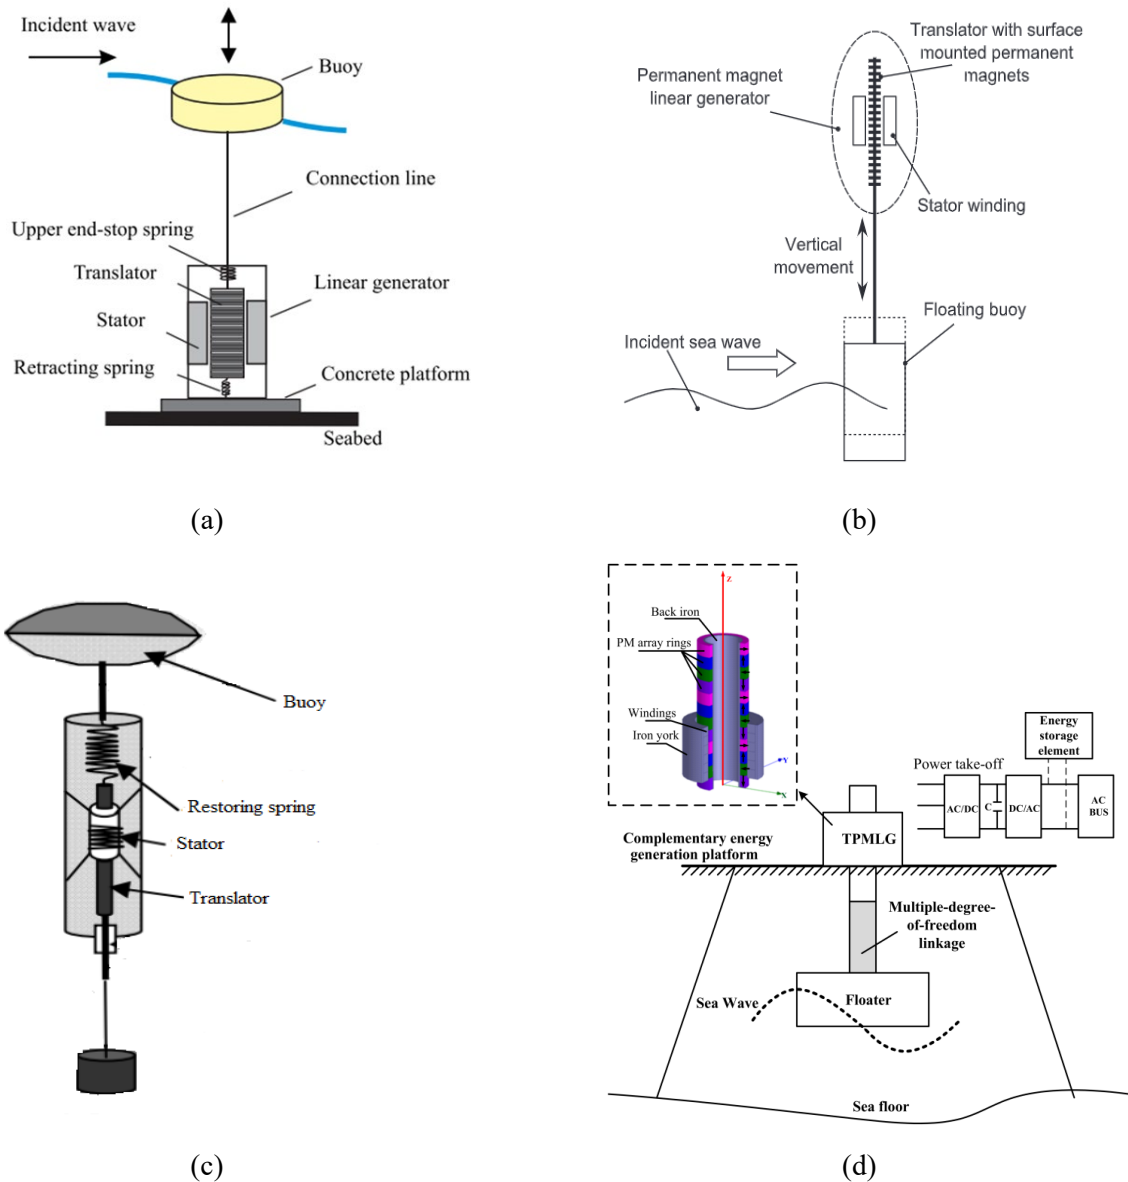 Incident wave
Buoy
Connection line
Upper end-stop spring
Translator
Linear generator
Stator
Retracting spring
Concrete platform
Seabed
(a)
Translator with surface
mounted permanent
magnets
Permanent magnet
linear generator
Stator winding
Vertical
movement
Floating buoy
Incident sea wave
(b)
Buoy
Restoring spring
Stator
Translator
(c)
Z
Back iron
PM array rings
Windings
Iron york
Y
X
Energy
storage
element
Power take-off
AC/DC
C
DC/AC
AC
BUS
TPMLG
Complementary energy
generation platform
Multiple-degree-
of-freedom
linkage
Sea Wave
Floater
Sea floor
(d)